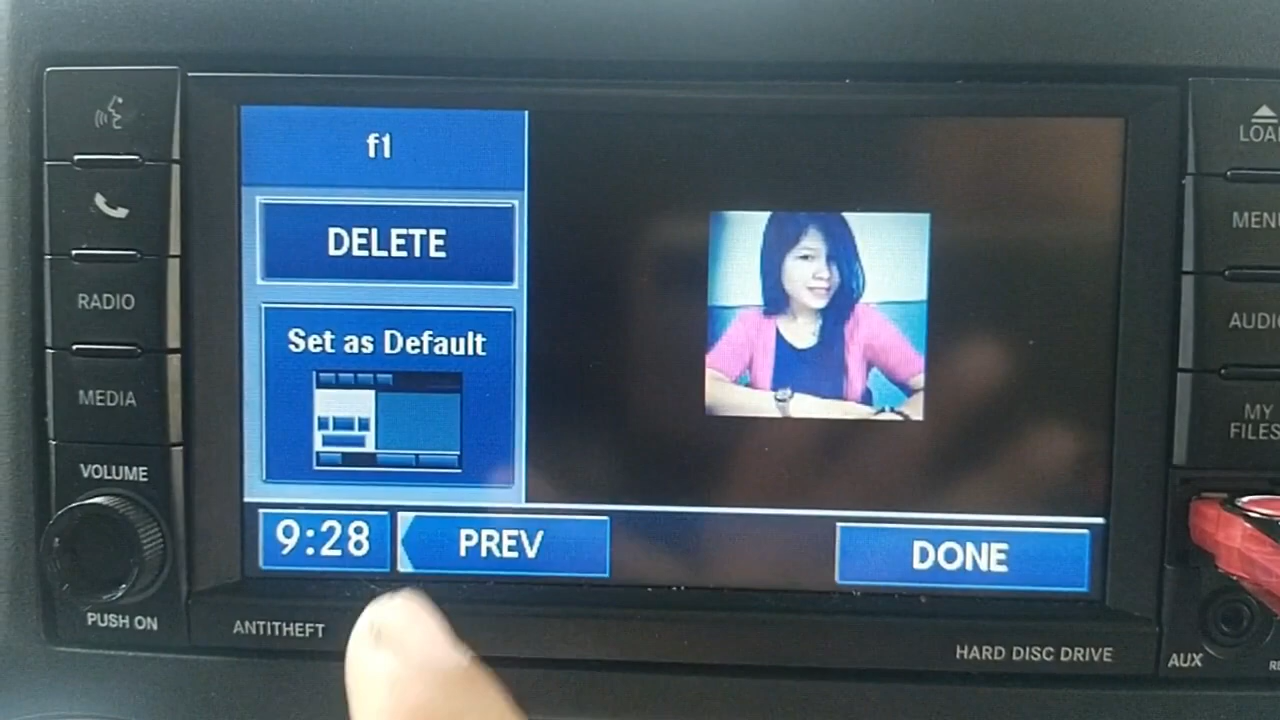 f1
DELETE
Set as Default
9:28
PREV
DONE
RADIO
MEDIA
VOLUME
PUSH ON
ANTITHEFT
HARD DISC DRIVE
LOA
MENU
AUDIO
MY
FILES
AUX